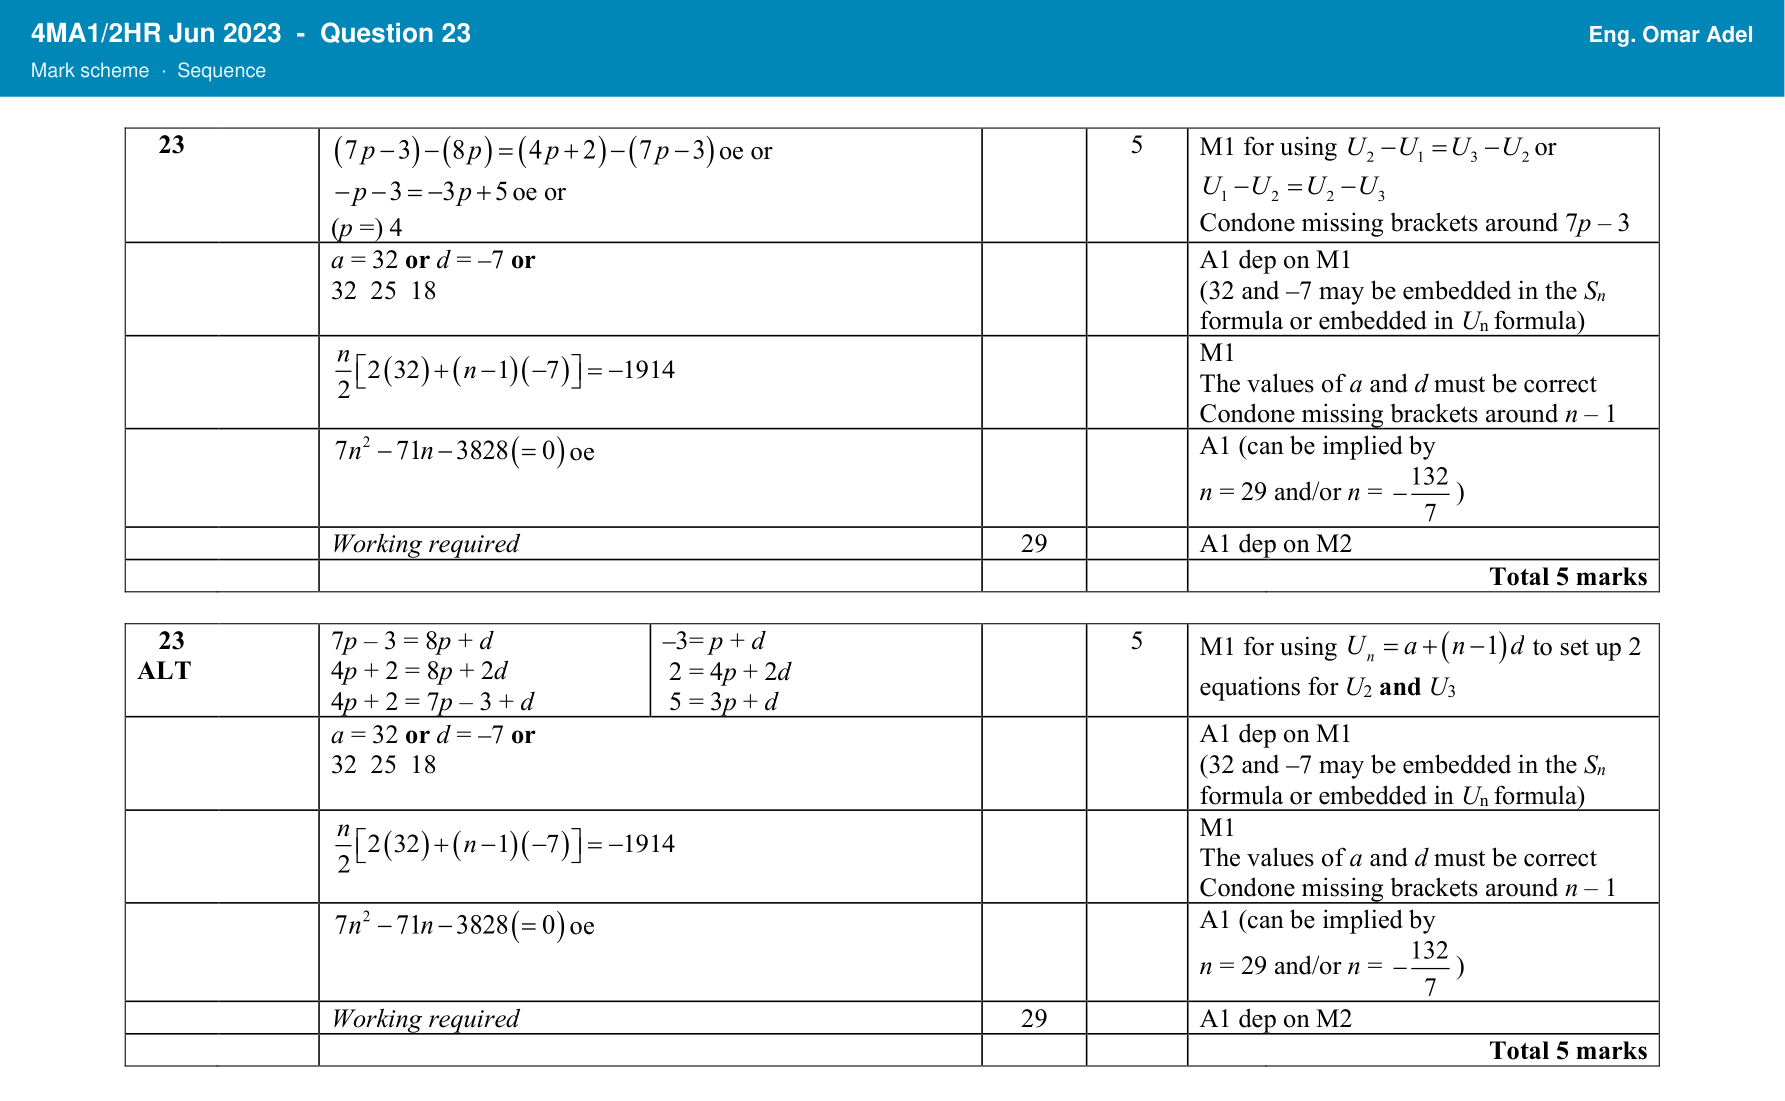 4MA1/2HR Jun 2023 - Question 23
Eng. Omar Adel
Mark scheme · Sequence
23
(7p − 3) − (8p) = (4p + 2) − (7p − 3) oe or
−p − 3 = −3p + 5 oe or
(p =) 4
5
M1 for using U₂ − U₁ = U₃ − U₂ or
U₁ − U₂ = U₂ − U₃
Condone missing brackets around 7p – 3
a = 32 or d = –7 or
32 25 18
A1 dep on M1
(32 and –7 may be embedded in the Sₙ
formula or embedded in Uₙ formula)
n/2[2(32) + (n − 1)(−7)] = −1914
M1
The values of a and d must be correct
Condone missing brackets around n – 1
7n² − 71n − 3828(= 0) oe
A1 (can be implied by
n = 29 and/or n = −132/7 )
Working required
29
A1 dep on M2
Total 5 marks
23
ALT
7p – 3 = 8p + d
4p + 2 = 8p + 2d
4p + 2 = 7p – 3 + d
–3= p + d
2 = 4p + 2d
5 = 3p + d
5
M1 for using Uₙ = a + (n − 1)d to set up 2
equations for U₂ and U₃
a = 32 or d = –7 or
32 25 18
A1 dep on M1
(32 and –7 may be embedded in the Sₙ
formula or embedded in Uₙ formula)
n/2[2(32) + (n − 1)(−7)] = −1914
M1
The values of a and d must be correct
Condone missing brackets around n – 1
7n² − 71n − 3828(= 0) oe
A1 (can be implied by
n = 29 and/or n = −132/7 )
Working required
29
A1 dep on M2
Total 5 marks